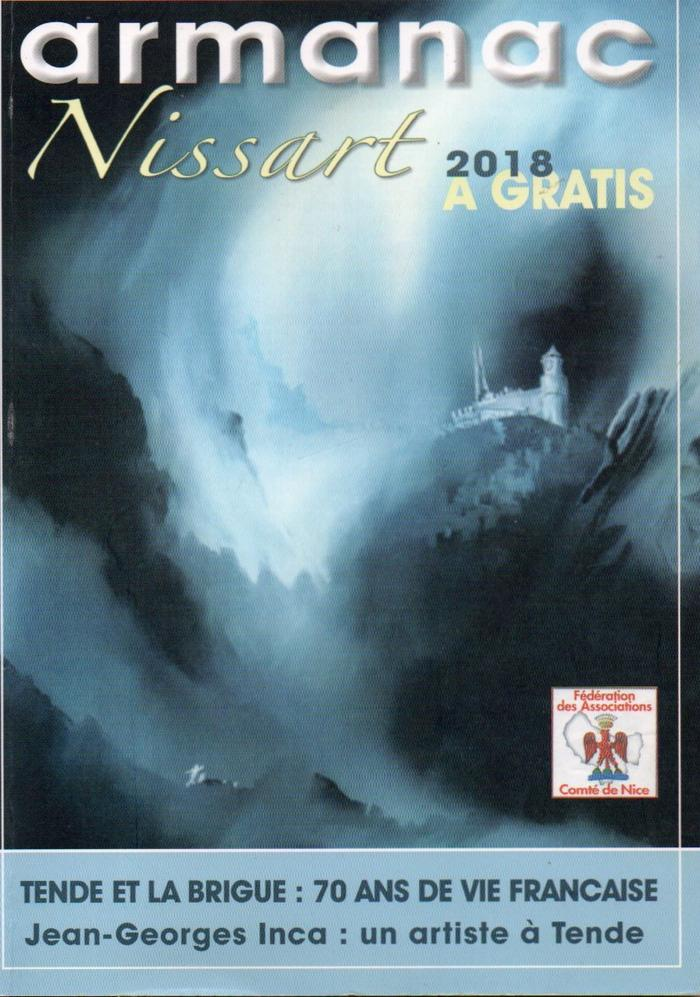 armanac
Nissart
2018
A GRATIS
Fédération
des Associations
Comté de Nice
TENDE ET LA BRIGUE : 70 ANS DE VIE FRANCAISE
Jean-Georges Inca : un artiste à Tende